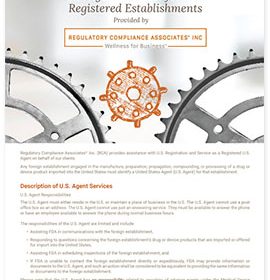 Registered Establishments
Provided by
REGULATORY COMPLIANCE ASSOCIATES® INC
Wellness for Business®
Regulatory Compliance Associates® Inc. (RCA) provides assistance with U.S. Registration and Service as a Registered U.S.
Agent on behalf of our clients.
Any foreign establishment engaged in the manufacture, preparation, propagation, compounding, or processing of a drug or
device product imported into the United States must identify a United States Agent (U.S. Agent) for that establishment.
Description of U.S. Agent Services
U.S. Agent Responsibilities
The U.S. Agent must either reside in the U.S. or maintain a place of business in the U.S. The U.S. Agent cannot use a post
office box as an address. The U.S. Agent cannot use just an answering service. They must be available to answer the phone
or have an employee available to answer the phone during normal business hours.
The responsibilities of the U.S. Agent are limited and include:
Assisting FDA in communications with the foreign establishment,
Responding to questions concerning the foreign establishment's drug or device products that are imported or offered
for import into the United States,
Assisting FDA in scheduling inspections of the foreign establishment, and
If FDA is unable to contact the foreign establishment directly or expeditiously, FDA may provide information or
documents to the U.S. Agent, and such an action shall be considered to be equivalent to providing the same information
or documents to the foreign establishment.